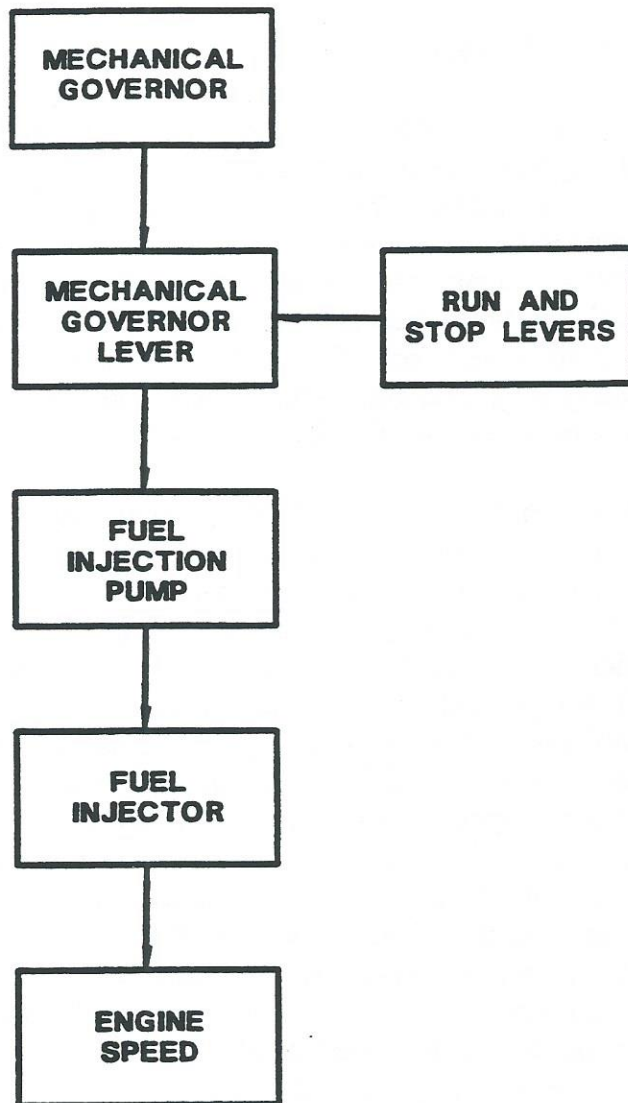 MECHANICAL
GOVERNOR
MECHANICAL
GOVERNOR
LEVER
RUN AND
STOP LEVERS
FUEL
INJECTION
PUMP
FUEL
INJECTOR
ENGINE
SPEED